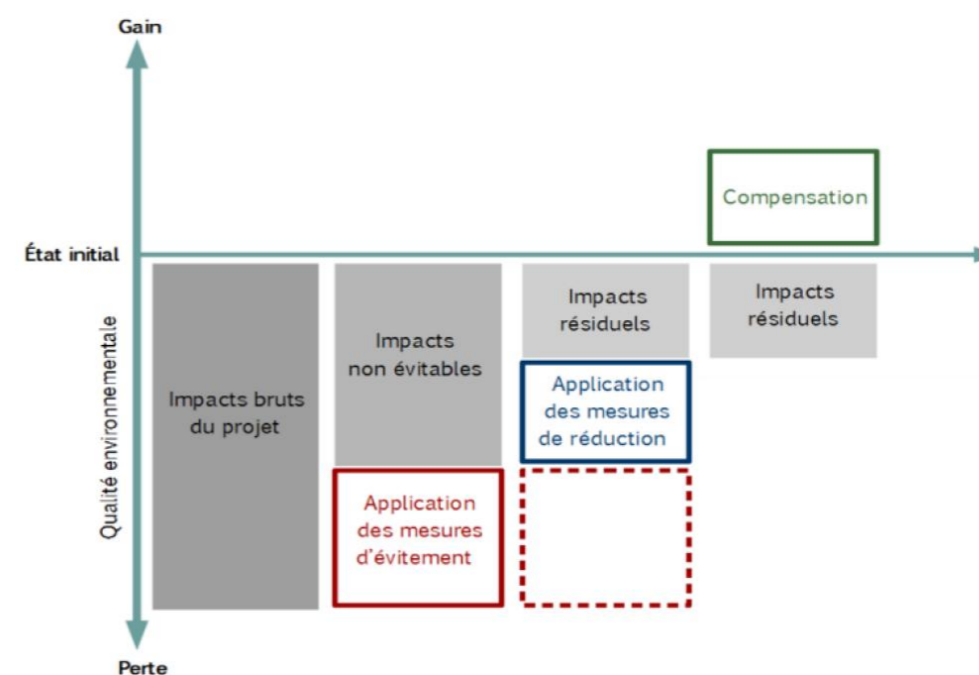 Gain
Compensation
État initial
Qualité environnementale
Impacts bruts
du projet
Impacts
non évitables
Application
des mesures
d'évitement
Impacts
résiduels
Application
des mesures
de réduction
Impacts
résiduels
Perte